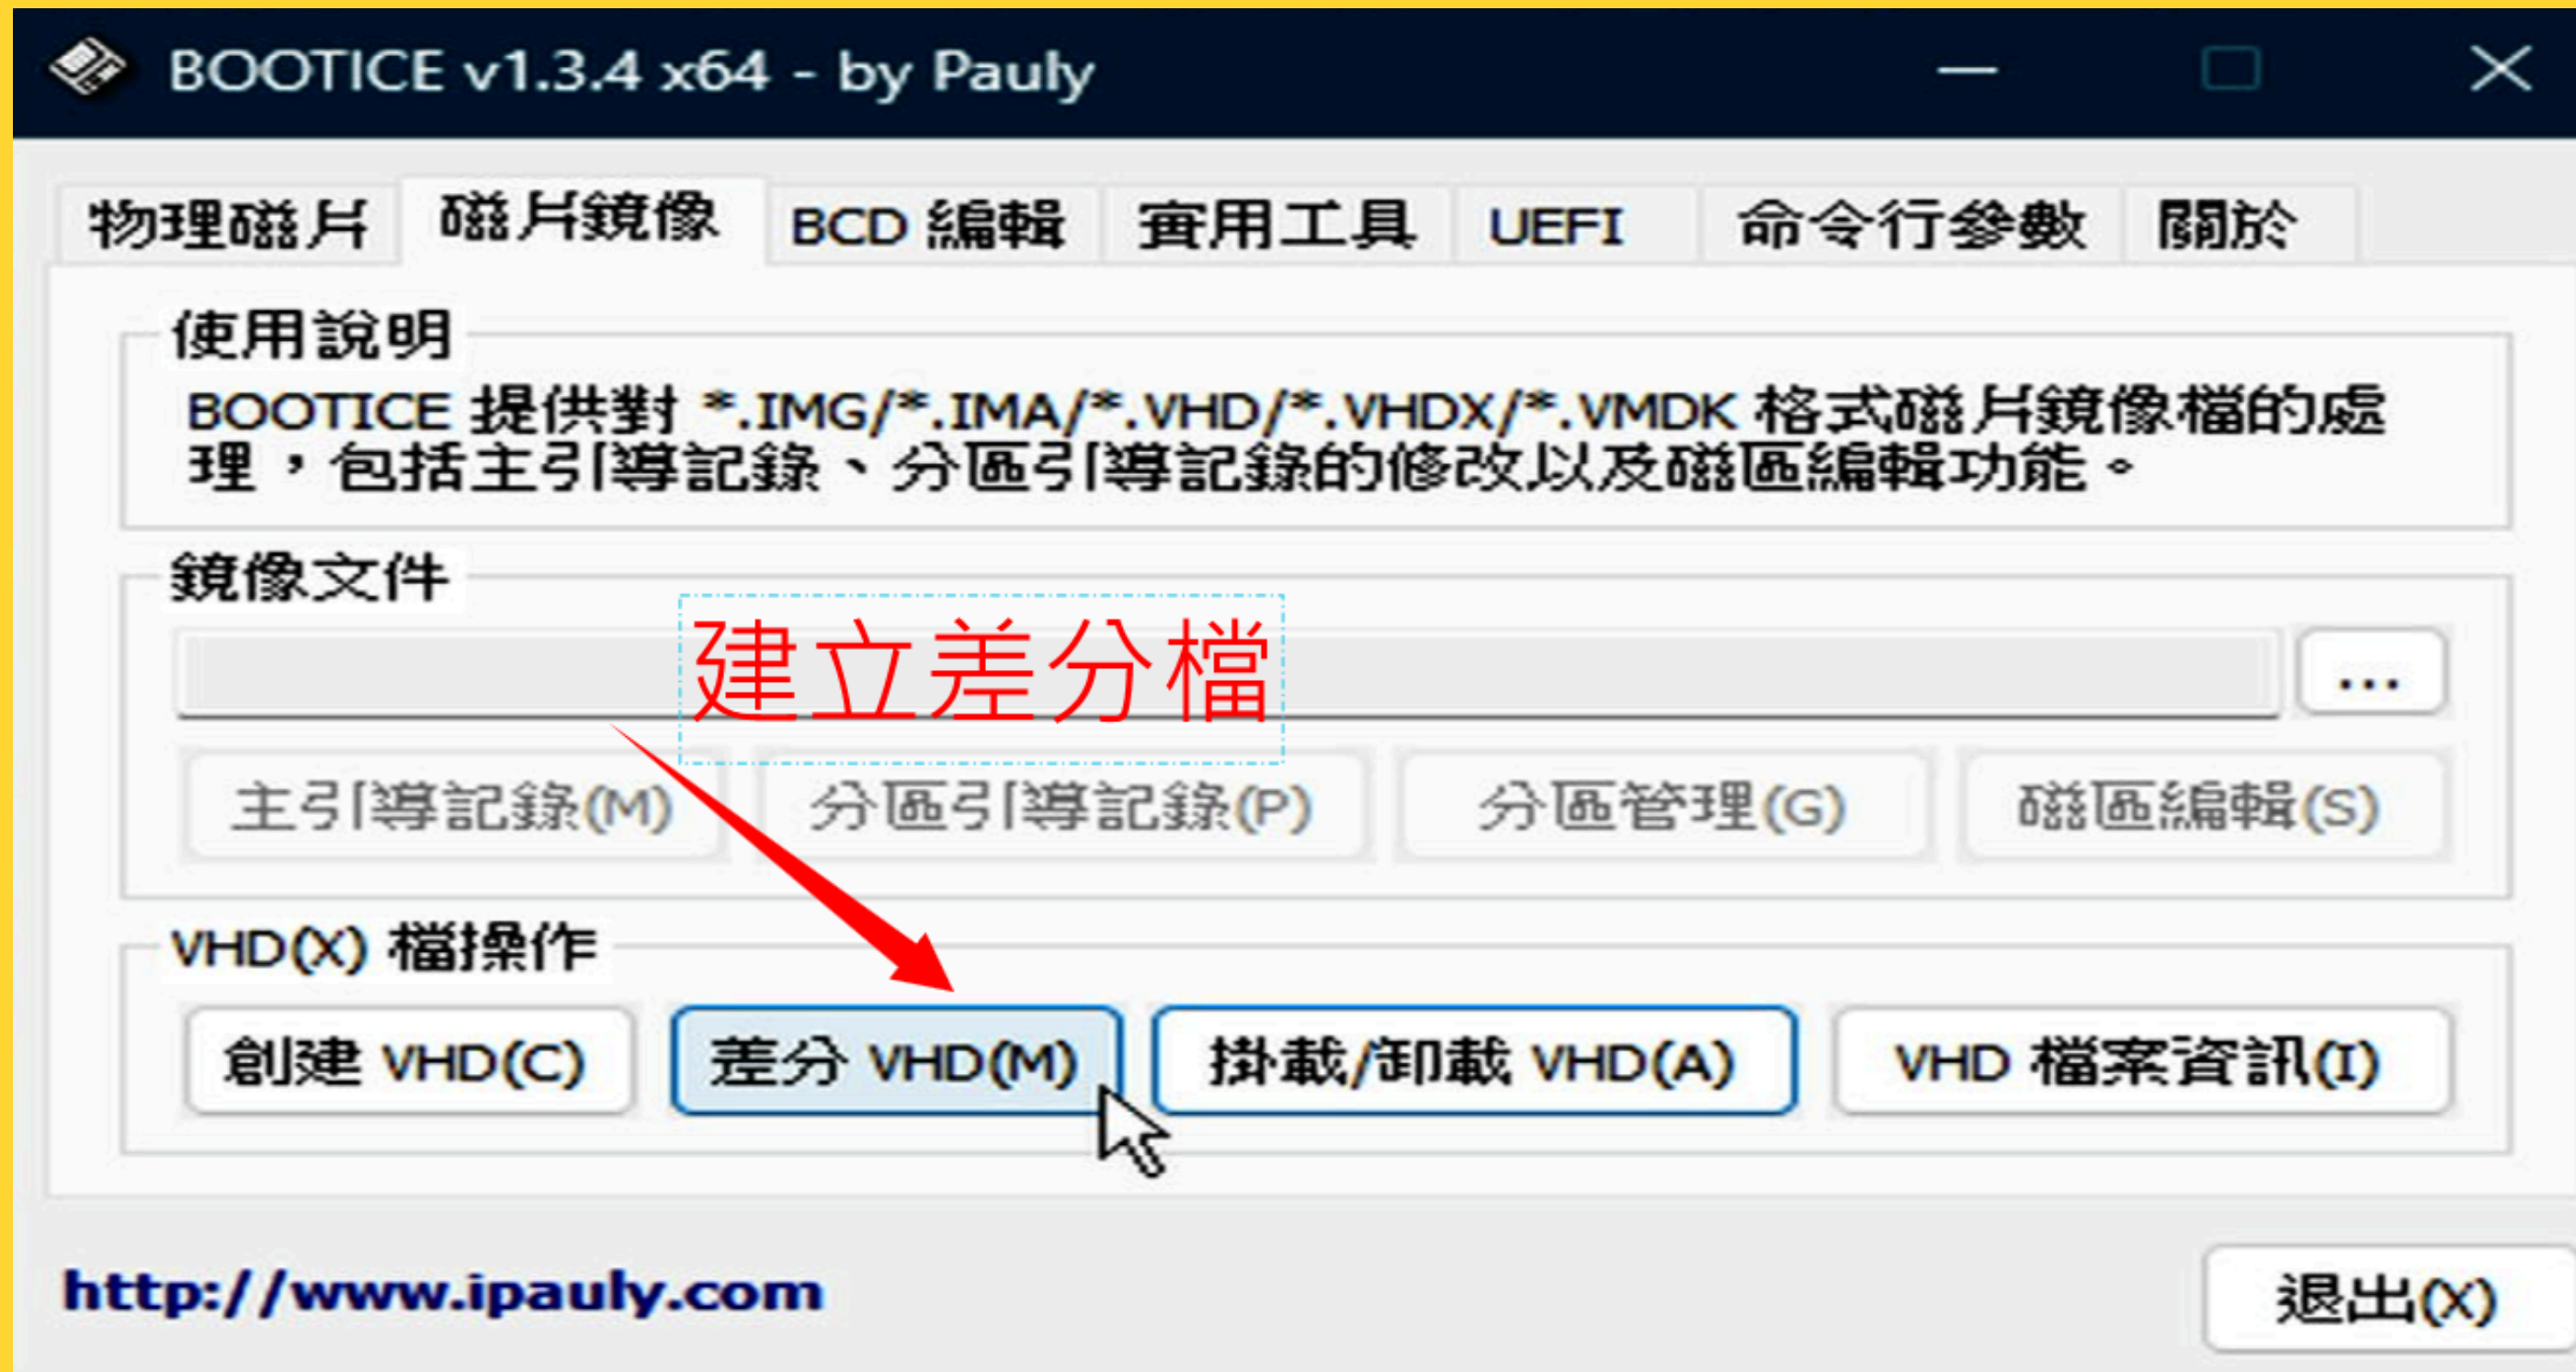 BOOTICE v1.3.4 x64 - by Pauly
物理磁片 磁片鏡像 BCD 編輯 實用工具 UEFI 命令行參數 關於
使用說明
BOOTICE 提供對 *.IMG/*.IMA/*.VHD/*.VHDX/*.VMDK 格式磁片鏡像檔的處
理，包括主引導記錄、分區引導記錄的修改以及磁區編輯功能。
鏡像文件
建立差分檔
...
主引導記錄(M) 分區引導記錄(P) 分區管理(G) 磁區編輯(S)
VHD(X) 檔操作
創建 VHD(C) 差分 VHD(M) 掛載/卸載 VHD(A) VHD 檔案資訊(I)
http://www.ipauly.com 退出(X)